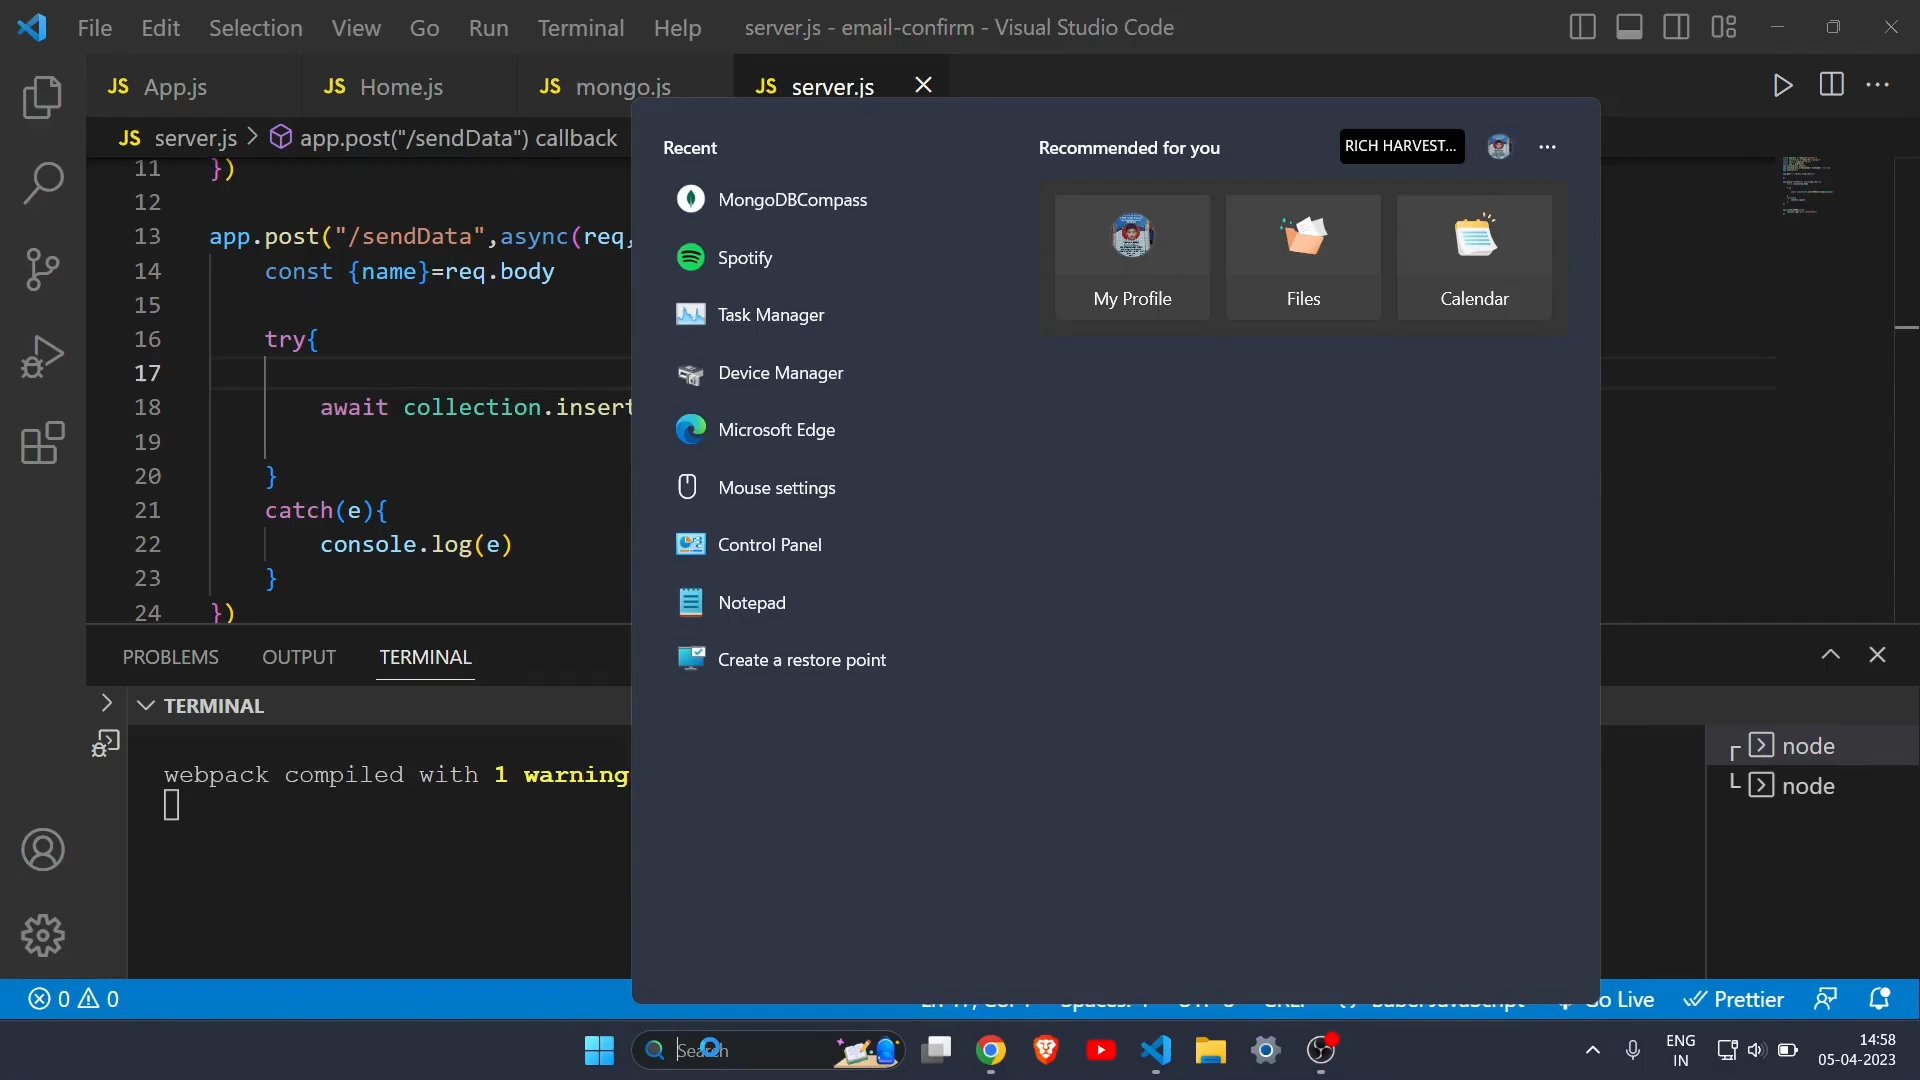 File Edit Selection View Go Run Terminal Help server.js - email-confirm - Visual Studio Code
JS App.js JS Home.js JS mongo.js JS server.js
JS server.js > app.post("/sendData") callback
11 })
12
13 app.post("/sendData",async(req,
14 const {name}=req.body
15
16 try{
17
18 await collection.insert
19
20 }
21 catch(e){
22 console.log(e)
23 }
24 })
Recent
MongoDBCompass
Spotify
Task Manager
Device Manager
Microsoft Edge
Mouse settings
Control Panel
Notepad
Create a restore point
Recommended for you
RICH HARVEST...
My Profile Files Calendar
PROBLEMS OUTPUT TERMINAL
TERMINAL
webpack compiled with 1 warning
node
node
0 0
Go Live Prettier
Search
ENG
IN
14:58
05-04-2023